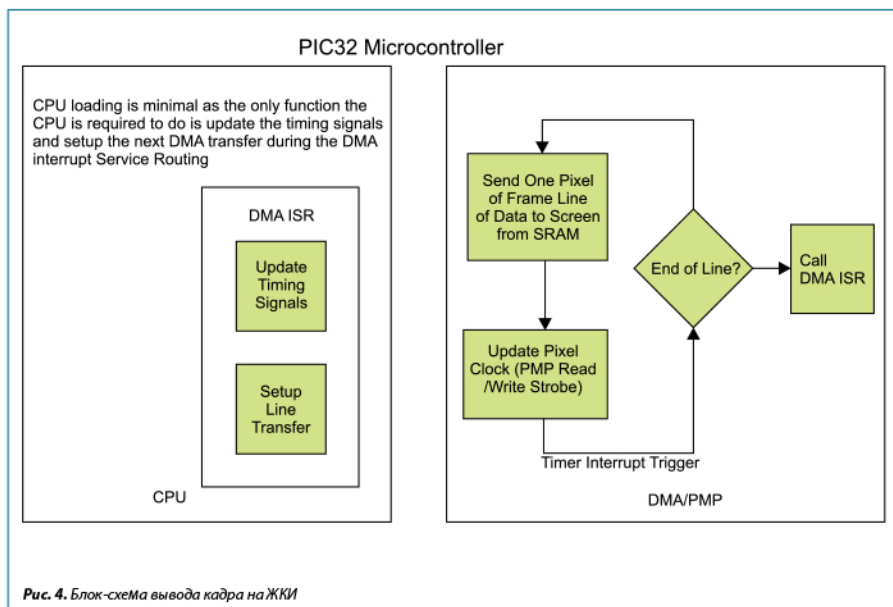 PIC32 Microcontroller
CPU loading is minimal as the only function the
CPU is required to do is update the timing signals
and setup the next DMA transfer during the DMA
interrupt Service Routing
DMA ISR
Update
Timing
Signals
Setup
Line
Transfer
CPU
Send One Pixel
of Frame Line
of Data to Screen
from SRAM
End of Line?
Call
DMA ISR
Update Pixel
Clock (PMP Read
/Write Strobe)
Timer Interrupt Trigger
DMA/PMP
Рис. 4. Блок-схема вывода кадра на ЖКИ